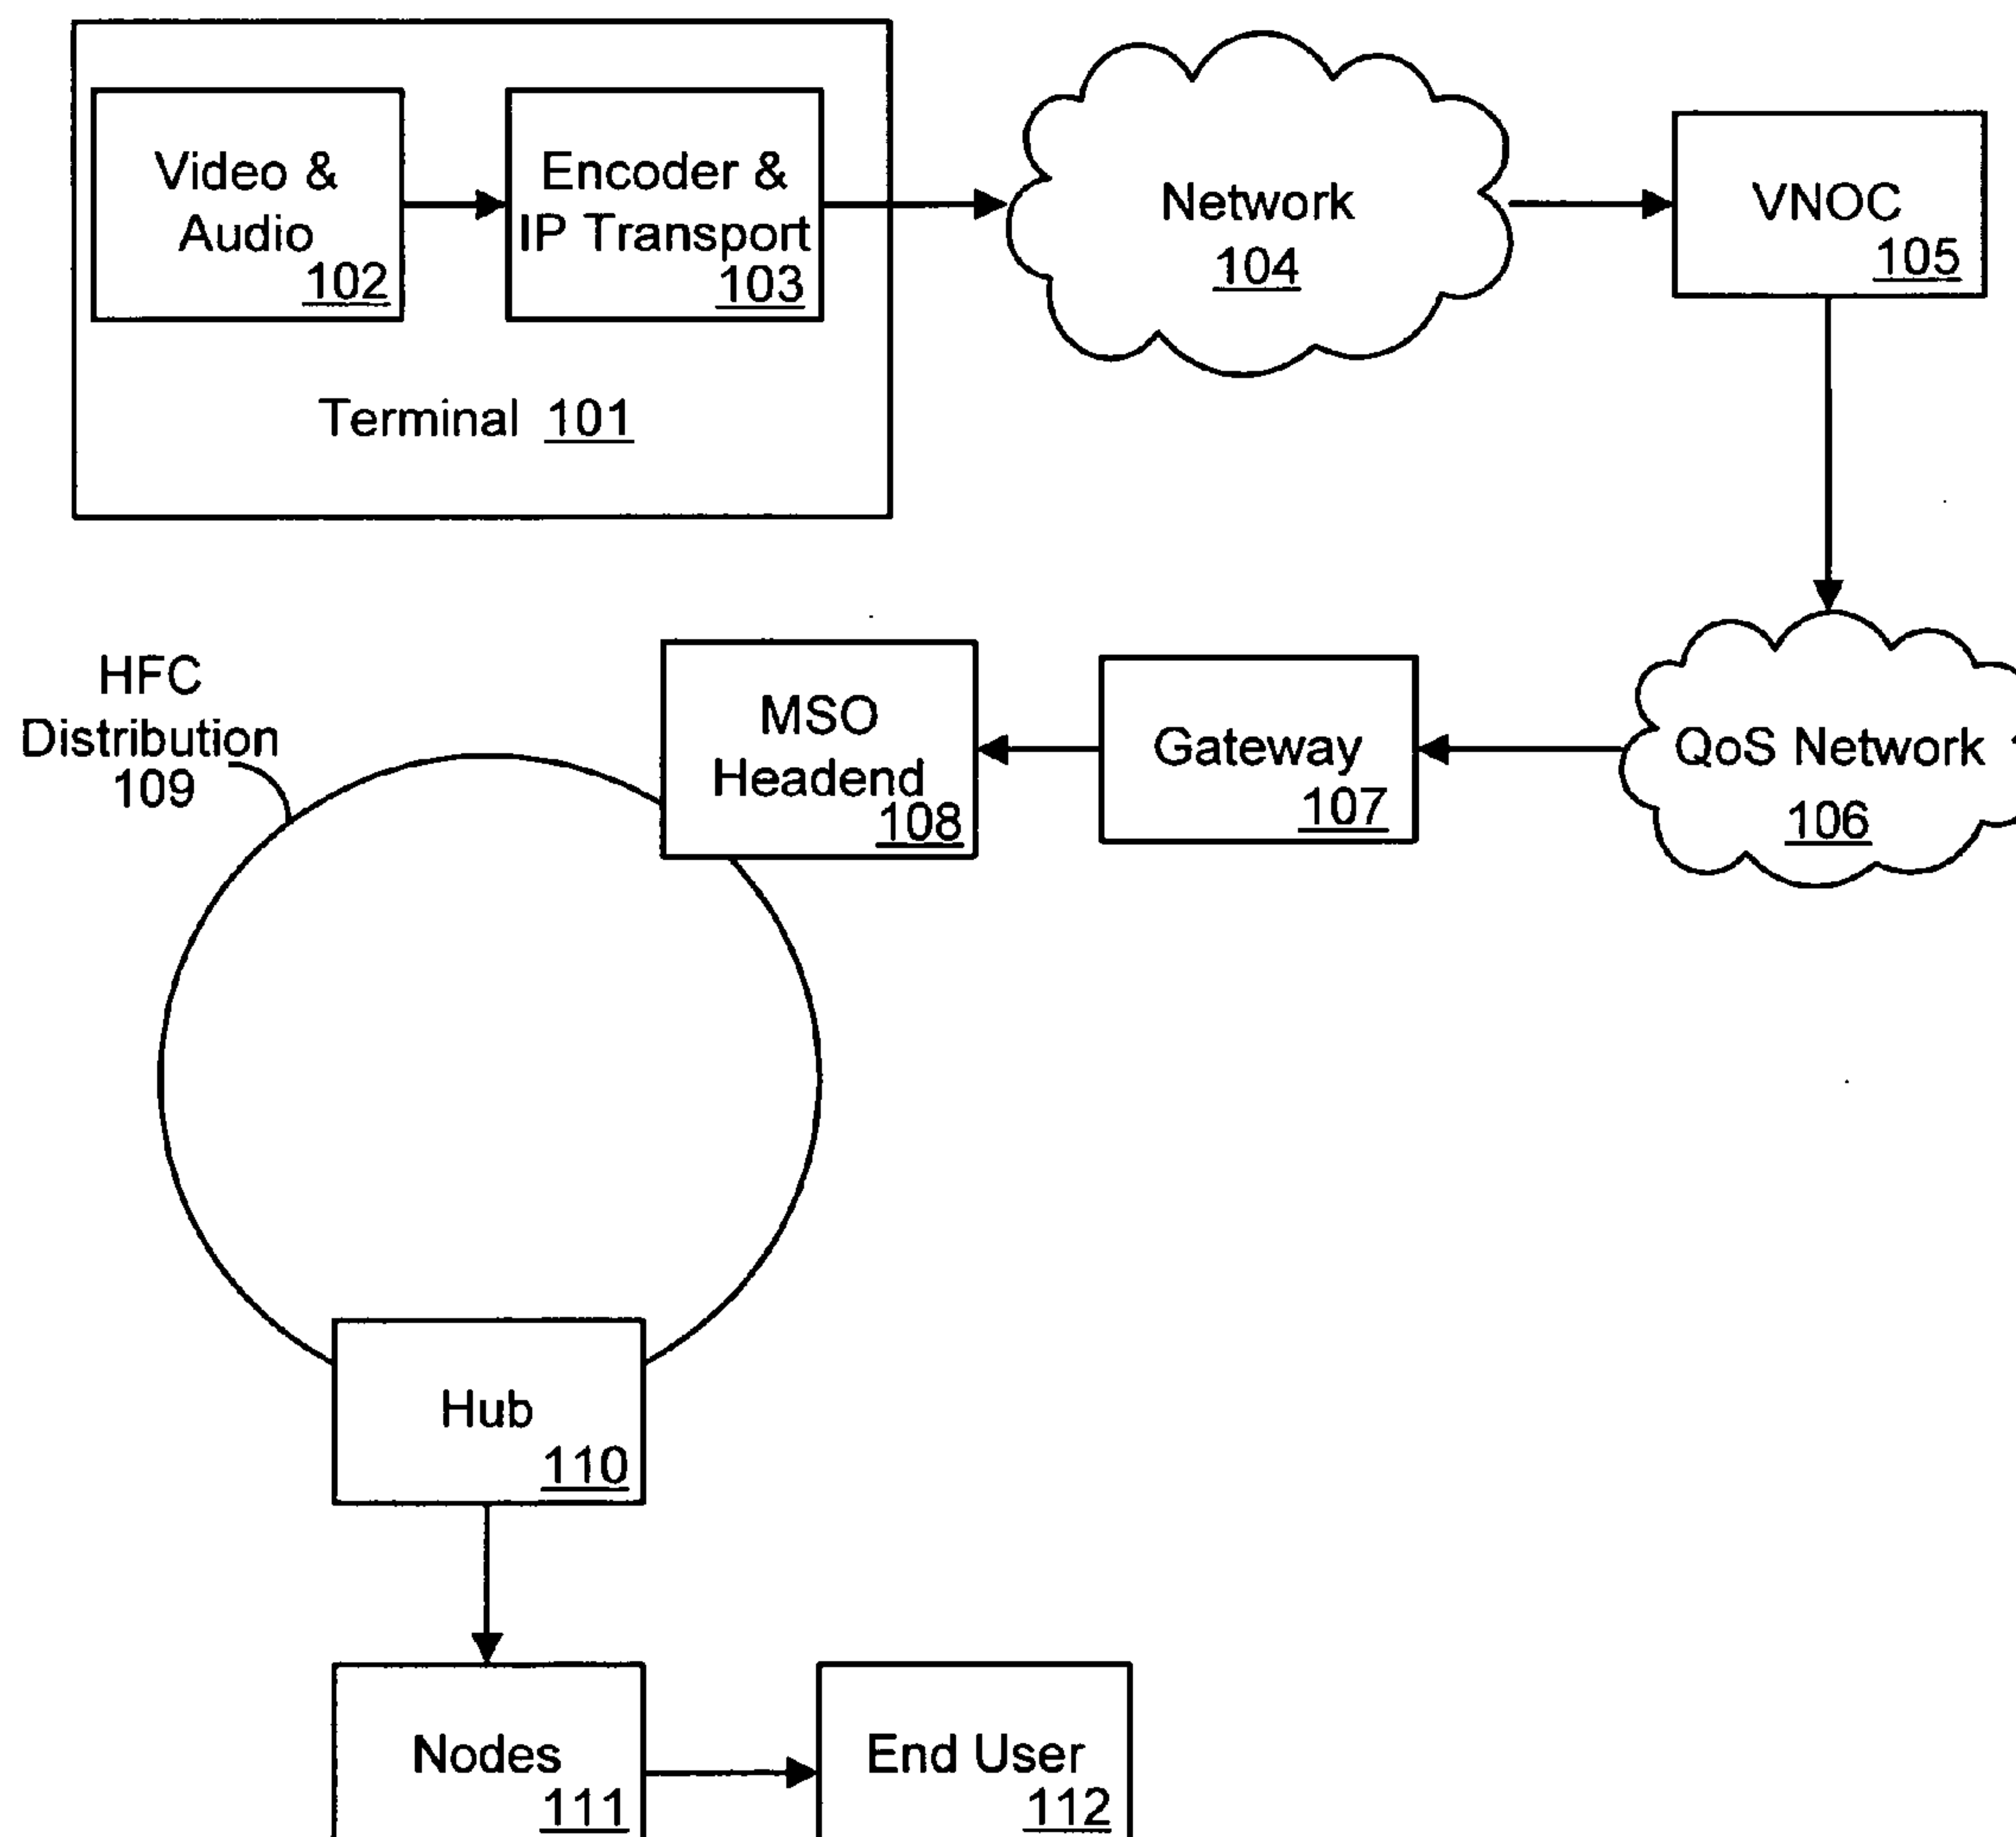 Video &
Audio
102
Encoder &
IP Transport
103
Terminal 101
Network
104
VNOC
105
HFC
Distribution
109
MSO
Headend
108
Gateway
107
QoS Network
106
Hub
110
Nodes
111
End User
112